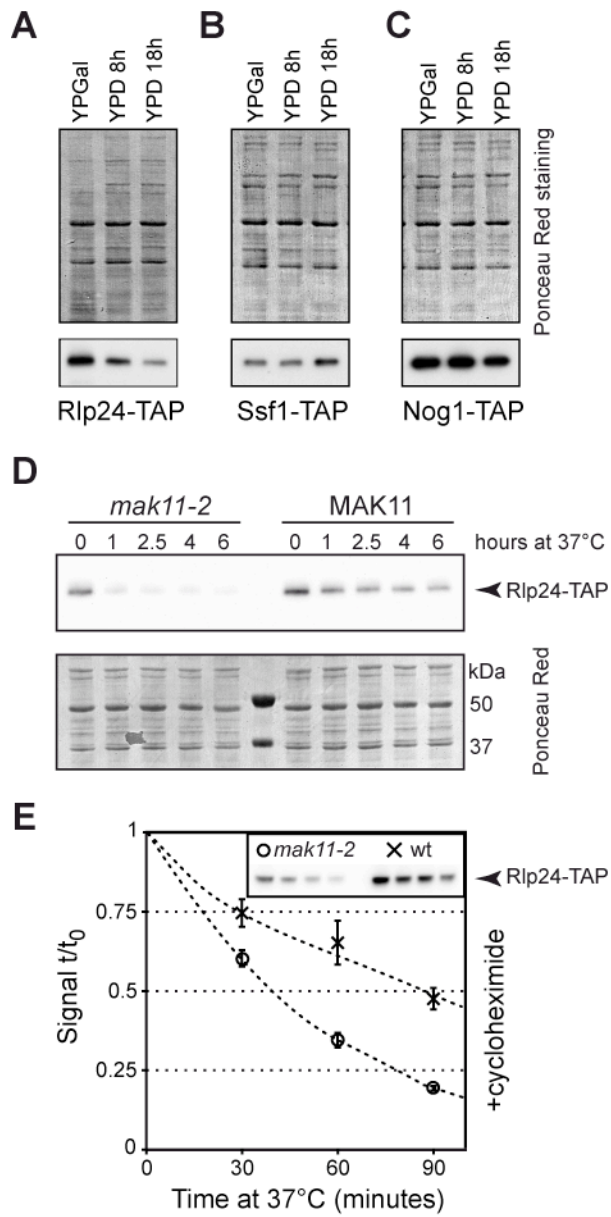 A
B
C
YPGal
YPD 8h
YPD 18h
YPGal
YPD 8h
YPD 18h
YPGal
YPD 8h
YPD 18h
Ponceau Red staining
Rlp24-TAP
Ssf1-TAP
Nog1-TAP
D
mak11-2
MAK11
0 1 2.5 4 6
0 1 2.5 4 6
hours at 37°C
Rlp24-TAP
kDa
50
37
Ponceau Red
E
1
0.75
0.5
0.25
0
Signal t/t0
mak11-2
wt
Rlp24-TAP
+cycloheximide
0 30 60 90
Time at 37°C (minutes)